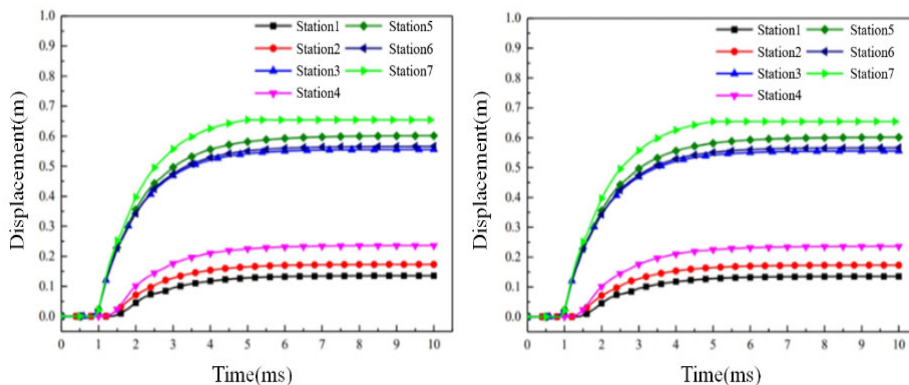 1.0
0.9
0.8
0.7
0.6
0.5
0.4
0.3
0.2
0.1
0.0
Displacement(m)
Station1 Station5
Station2 Station6
Station3 Station7
Station4
0 1 2 3 4 5 6 7 8 9 10
Time(ms)
1.0
0.9
0.8
0.7
0.6
0.5
0.4
0.3
0.2
0.1
0.0
Displacement(m)
Station1 Station5
Station2 Station6
Station3 Station7
Station4
0 1 2 3 4 5 6 7 8 9 10
Time(ms)